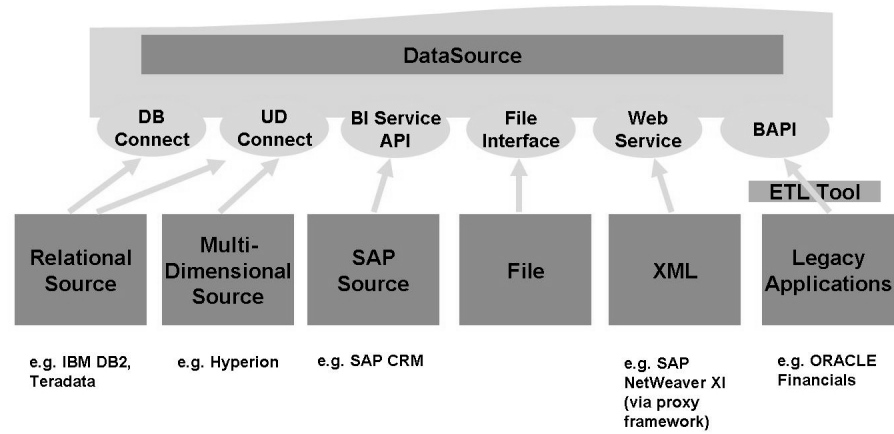 DataSource
DB
Connect
UD
Connect
BI Service
API
File
Interface
Web
Service
BAPI
ETL Tool
Relational
Source
Multi-
Dimensional
Source
SAP
Source
File
XML
Legacy
Applications
e.g. IBM DB2,
Teradata
e.g. Hyperion
e.g. SAP CRM
e.g. SAP
NetWeaver XI
(via proxy
framework)
e.g. ORACLE
Financials